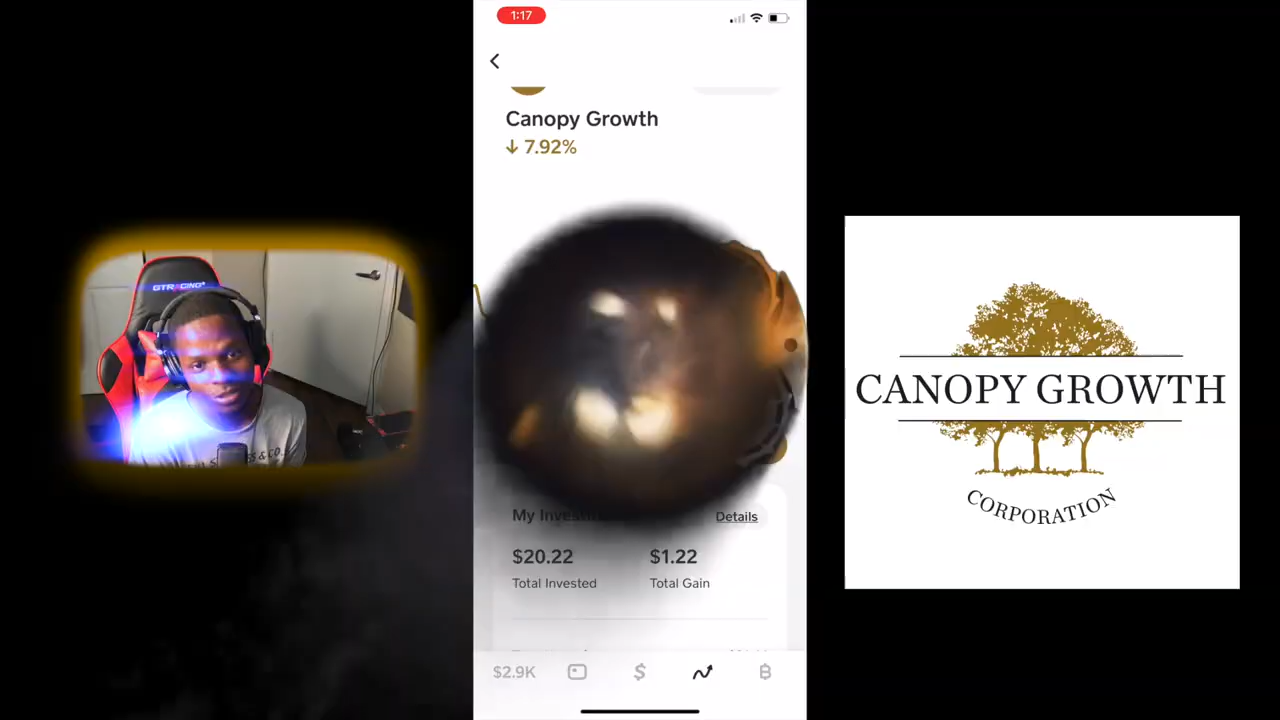 1:17
Canopy Growth
↓ 7.92%
GTRACING
Details
$20.22
$1.22
Total Invested
Total Gain
$2.9K
CANOPY GROWTH
CORPORATION